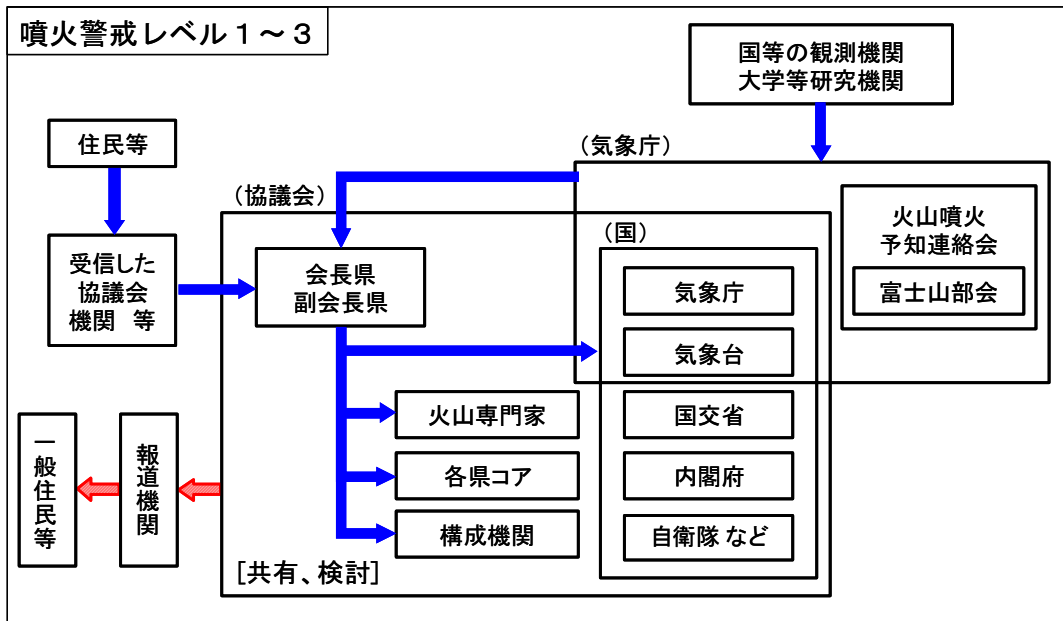 噴火警戒レベル１～３
国等の観測機関
大学等研究機関
住民等
（気象庁）
（協議会）
受信した
協議会
機関　等
会長県
副会長県
（国）
気象庁
気象台
国交省
内閣府
自衛隊 など
火山噴火
予知連絡会
富士山部会
火山専門家
各県コア
構成機関
一般住民等
報道機関
[共有、検討]